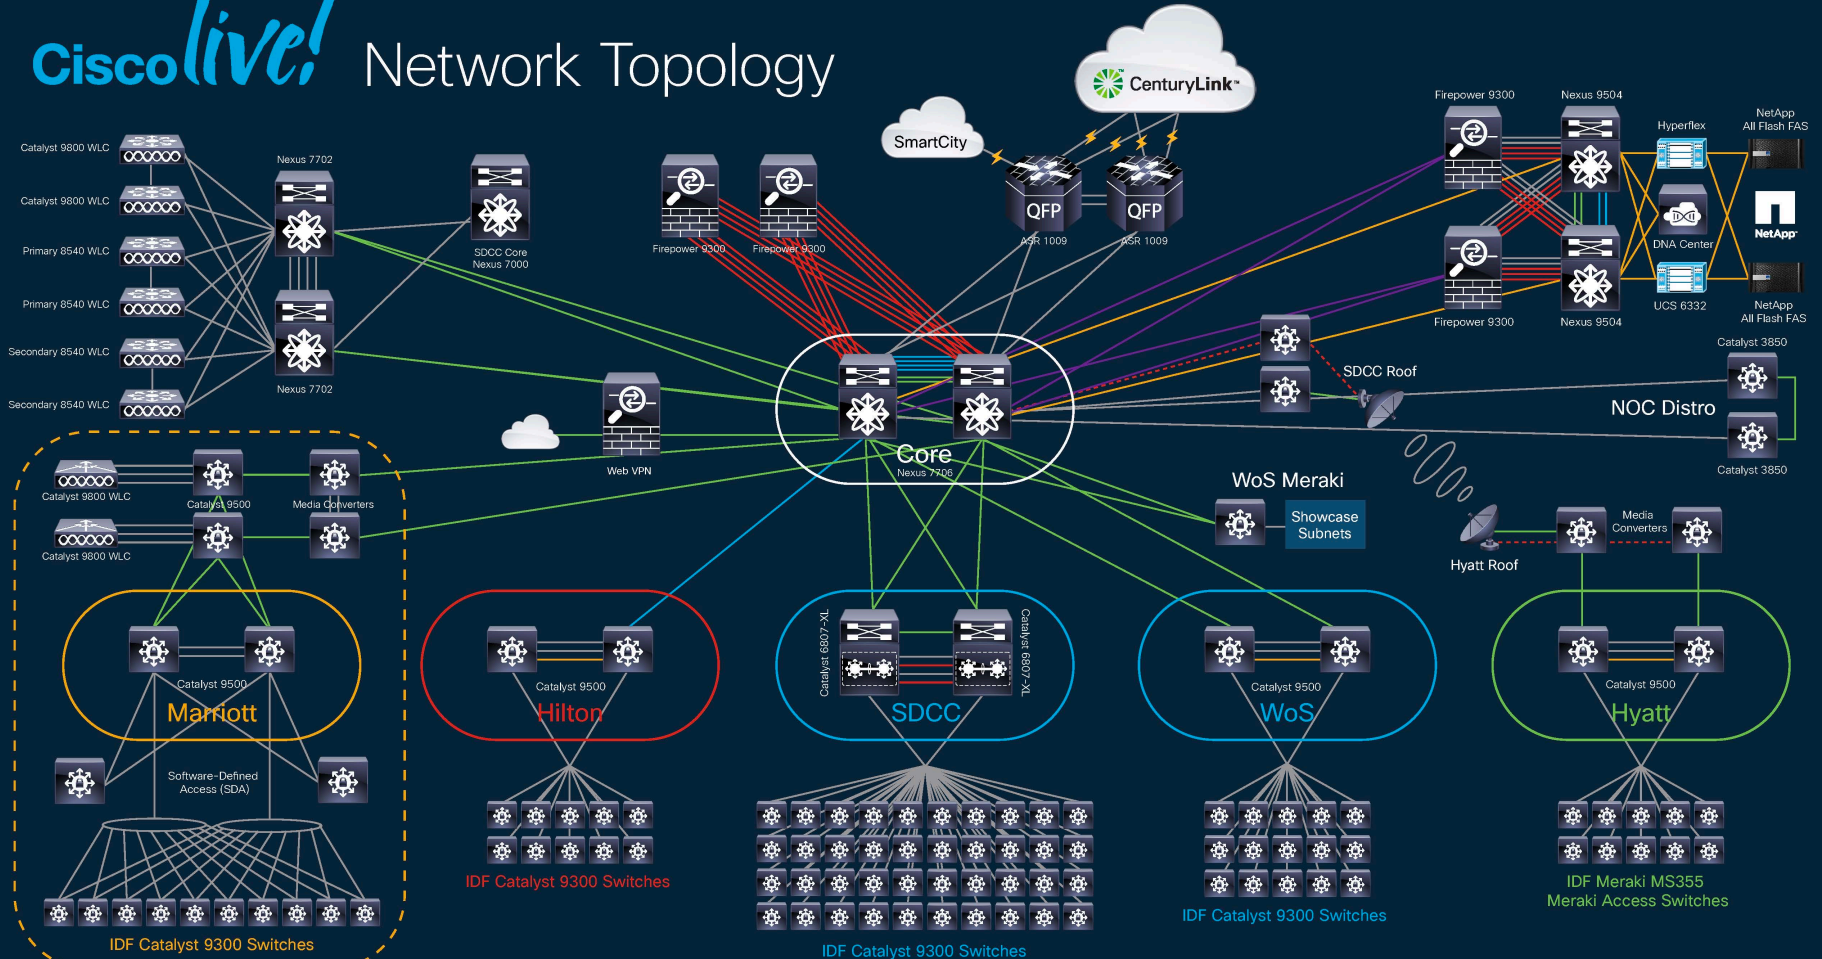 Cisco live! Network Topology
CenturyLink™
SmartCity
QFP
ASR 1009
QFP
ASR 1009
Catalyst 9800 WLC
Catalyst 9800 WLC
Primary 8540 WLC
Primary 8540 WLC
Secondary 8540 WLC
Secondary 8540 WLC
Nexus 7702
Nexus 7702
SDCC Core
Nexus 7000
Firepower 9300
Firepower 9300
Firepower 9300
Nexus 9504
Hyperflex
NetApp
All Flash FAS
DNA Center
NetApp™
Firepower 9300
Nexus 9504
UCS 6332
NetApp
All Flash FAS
Web VPN
Core
Nexus 7706
SDCC Roof
Catalyst 3850
NOC Distro
Catalyst 3850
WoS Meraki
Showcase
Subnets
Hyatt Roof
Media
Converters
Catalyst 9800 WLC
Catalyst 9500
Media Converters
Catalyst 9800 WLC
Catalyst 9500
Marriott
Software-Defined
Access (SDA)
IDF Catalyst 9300 Switches
Catalyst 9500
Hilton
IDF Catalyst 9300 Switches
Catalyst 6807-XL
Catalyst 6807-XL
SDCC
IDF Catalyst 9300 Switches
Catalyst 9500
WoS
IDF Catalyst 9300 Switches
Catalyst 9500
Hyatt
IDF Meraki MS355
Meraki Access Switches